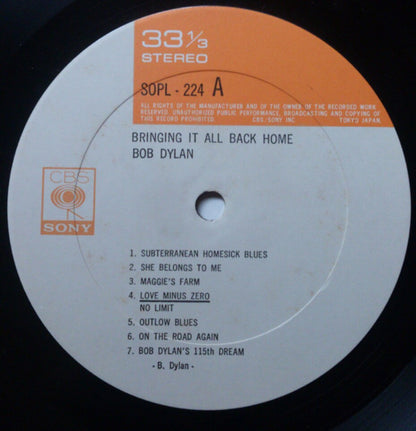 33 1/3
STEREO
SOPL - 224 A
ALL RIGHTS OF THE MANUFACTURER AND OF THE OWNER OF THE RECORDED WORK
RESERVED. UNAUTHORIZED PUBLIC PERFORMANCE, BROADCASTING AND COPYING OF
THIS RECORD PROHIBITED CBS/SONY INC TOKYO JAPAN.
BRINGING IT ALL BACK HOME
BOB DYLAN
CBS
SONY
1. SUBTERRANEAN HOMESICK BLUES
2. SHE BELONGS TO ME
3. MAGGIE'S FARM
4. LOVE MINUS ZERO
NO LIMIT
5. OUTLOW BLUES
6. ON THE ROAD AGAIN
7. BOB DYLAN'S 115th DREAM
- B. Dylan -